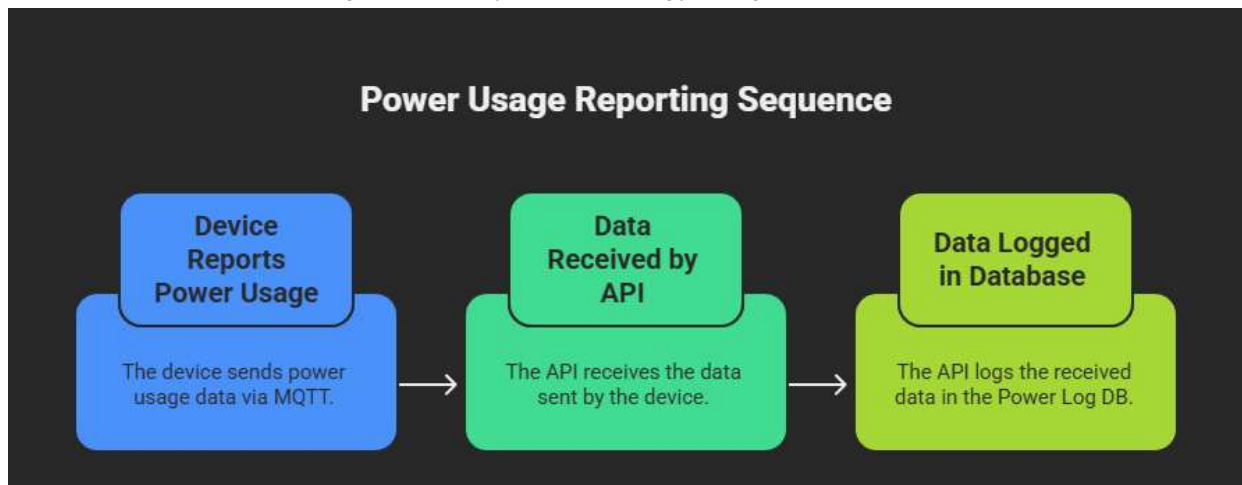 Power Usage Reporting Sequence
Device
Reports
Power Usage
The device sends power
usage data via MQTT.
Data
Received by
API
The API receives the data
sent by the device.
Data Logged
in Database
The API logs the received
data in the Power Log DB.